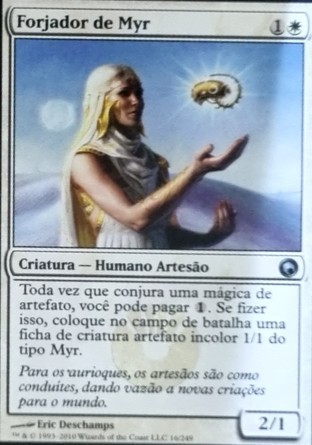 Forjador de Myr 1
Criatura — Humano Artesão
Toda vez que conjura uma mágica de
artefato, você pode pagar 1. Se fizer
isso, coloque no campo de batalha uma
ficha de criatura artefato incolor 1/1 do
tipo Myr.
Para os aurioques, os artesãos são como
conduites, dando vazão a novas criações
para o mundo.
Eric Deschamps
™ & © 1993–2010 Wizards of the Coast LLC 16/249
2/1